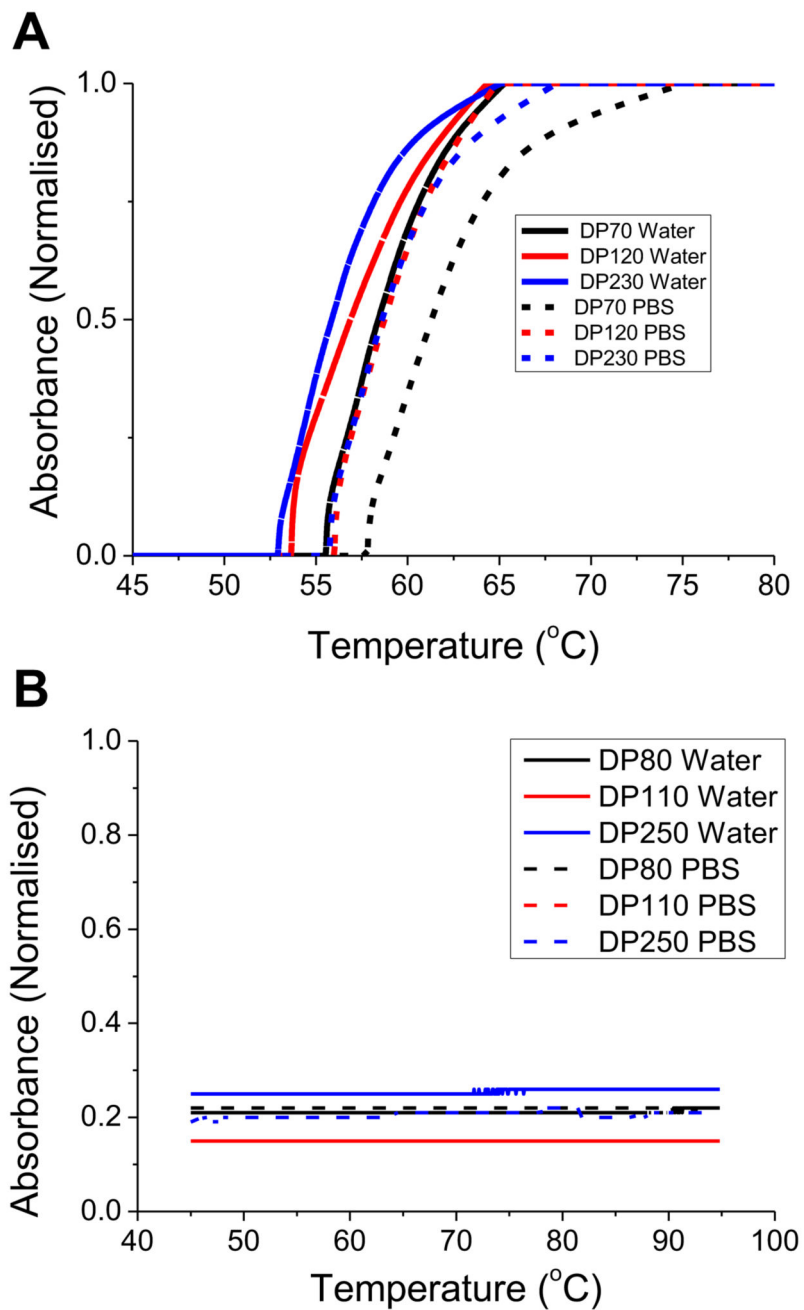 A
1.0
0.5
0.0
Absorbance (Normalised)
DP70 Water
DP120 Water
DP230 Water
DP70 PBS
DP120 PBS
DP230 PBS
45 50 55 60 65 70 75 80
Temperature (°C)
B
1.0
0.8
0.6
0.4
0.2
0.0
Absorbance (Normalised)
DP80 Water
DP110 Water
DP250 Water
DP80 PBS
DP110 PBS
DP250 PBS
40 50 60 70 80 90 100
Temperature (°C)